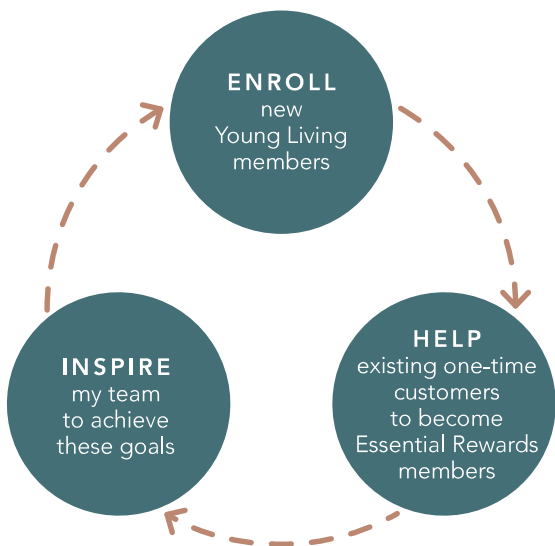 ENROLL
new
Young Living
members
HELP
existing one-time
customers
to become
Essential Rewards
members
INSPIRE
my team
to achieve
these goals